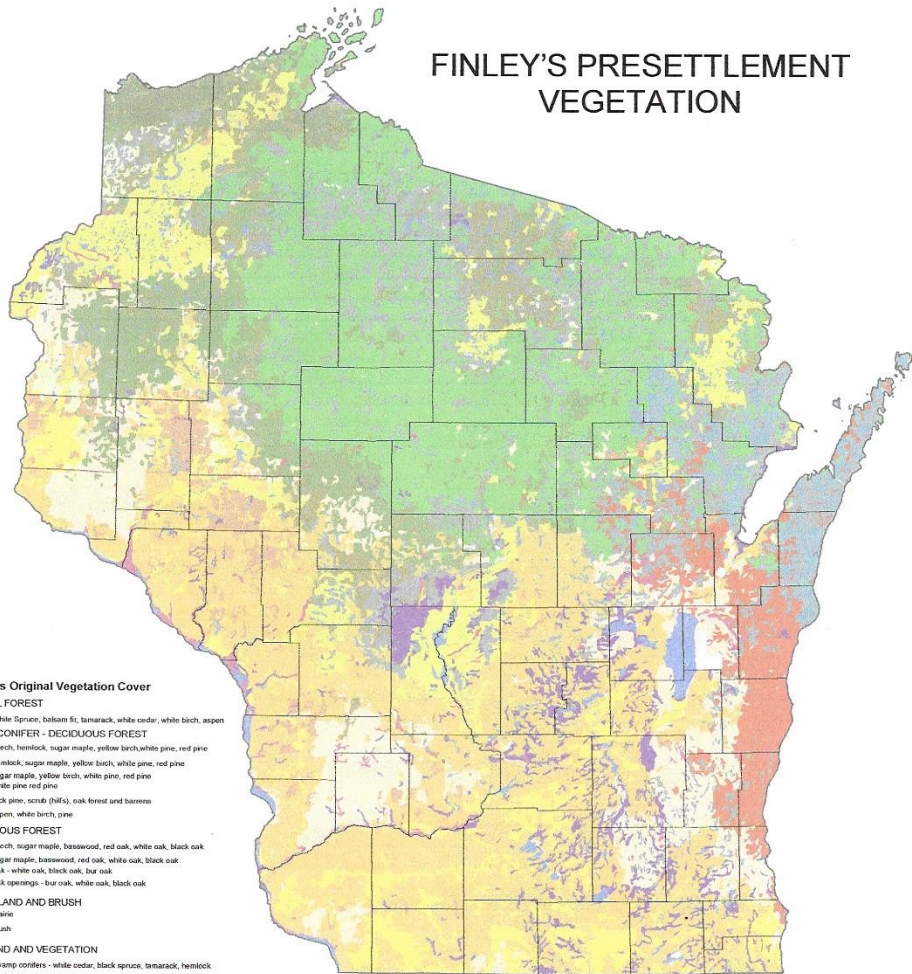 FINLEY'S PRESETTLEMENT
VEGETATION
s Original Vegetation Cover
FOREST
hite Spruce, balsam fir, tamarack, white cedar, white birch, aspen
CONIFER - DECIDUOUS FOREST
ech, hemlock, sugar maple, yellow birch,white pine, red pine
mlock, sugar maple, yellow birch, white pine, red pine
gar maple, yellow birch, white pine, red pine
hite pine red pine
ck pine, scrub (hill's), oak forest and barrens
pen, white birch, pine
OUS FOREST
ech, sugar maple, basswood, red oak, white oak, black oak
gar maple, basswood, red oak, white oak, black oak
k - white oak, black oak, bur oak
k openings - bur oak, white oak, black oak
LAND AND BRUSH
airie
ush
ND AND VEGETATION
amp conifers - white cedar, black spruce, tamarack, hemlock